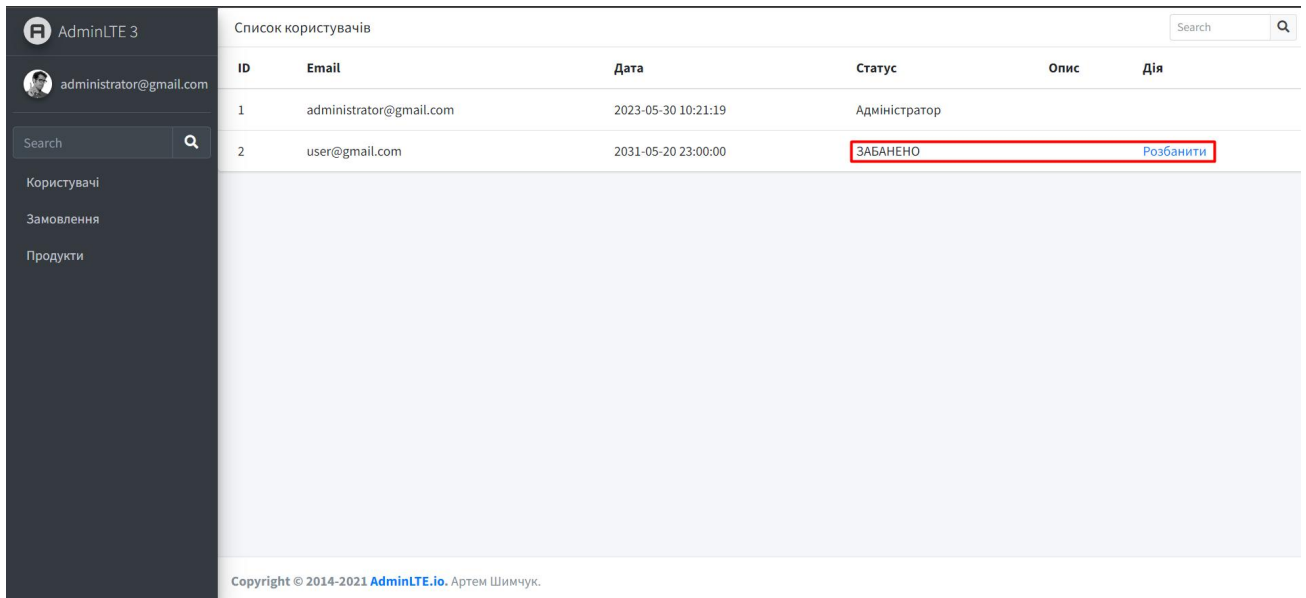 AdminLTE 3
administrator@gmail.com
Search
Користувачі
Замовлення
Продукти
Список користувачів
Search
ID Email Дата Статус Опис Дія
1 administrator@gmail.com 2023-05-30 10:21:19 Адміністратор
2 user@gmail.com 2031-05-20 23:00:00 ЗАБАНЕНО Розбанити
Copyright © 2014-2021 AdminLTE.io. Артем Шимчук.